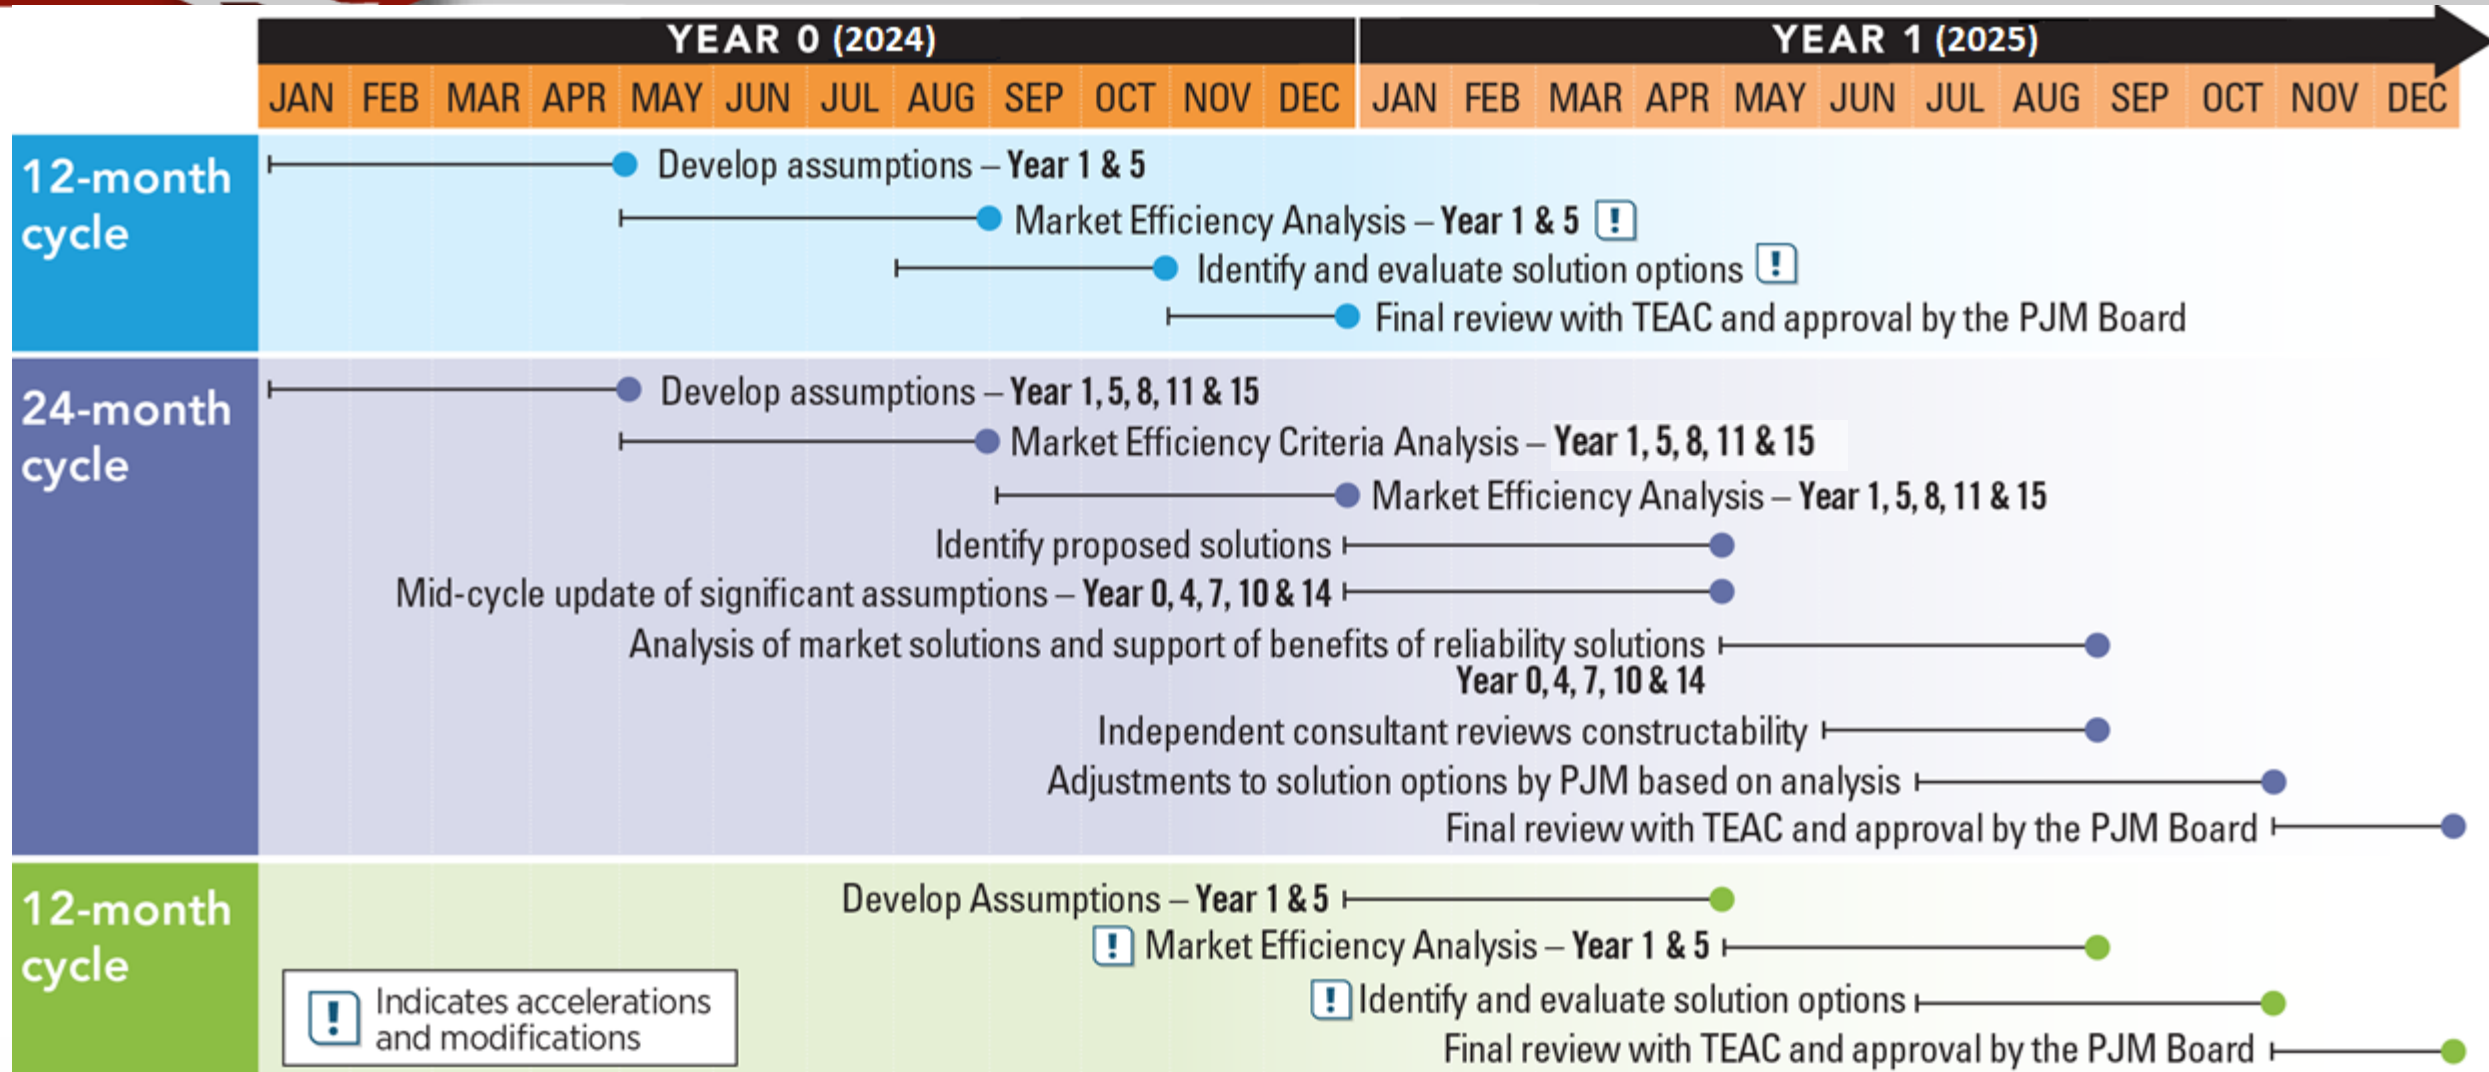 YEAR 0 (2024) YEAR 1 (2025)
JAN FEB MAR APR MAY JUN JUL AUG SEP OCT NOV DEC JAN FEB MAR APR MAY JUN JUL AUG SEP OCT NOV DEC
12-month
cycle
Develop assumptions – Year 1 & 5
Market Efficiency Analysis – Year 1 & 5 !
Identify and evaluate solution options !
Final review with TEAC and approval by the PJM Board
24-month
cycle
Develop assumptions – Year 1, 5, 8, 11 & 15
Market Efficiency Criteria Analysis – Year 1, 5, 8, 11 & 15
Market Efficiency Analysis – Year 1, 5, 8, 11 & 15
Identify proposed solutions
Mid-cycle update of significant assumptions – Year 0, 4, 7, 10 & 14
Analysis of market solutions and support of benefits of reliability solutions
Year 0, 4, 7, 10 & 14
Independent consultant reviews constructability
Adjustments to solution options by PJM based on analysis
Final review with TEAC and approval by the PJM Board
12-month
cycle
Develop Assumptions – Year 1 & 5
! Market Efficiency Analysis – Year 1 & 5
! Identify and evaluate solution options
Final review with TEAC and approval by the PJM Board
! Indicates accelerations
and modifications